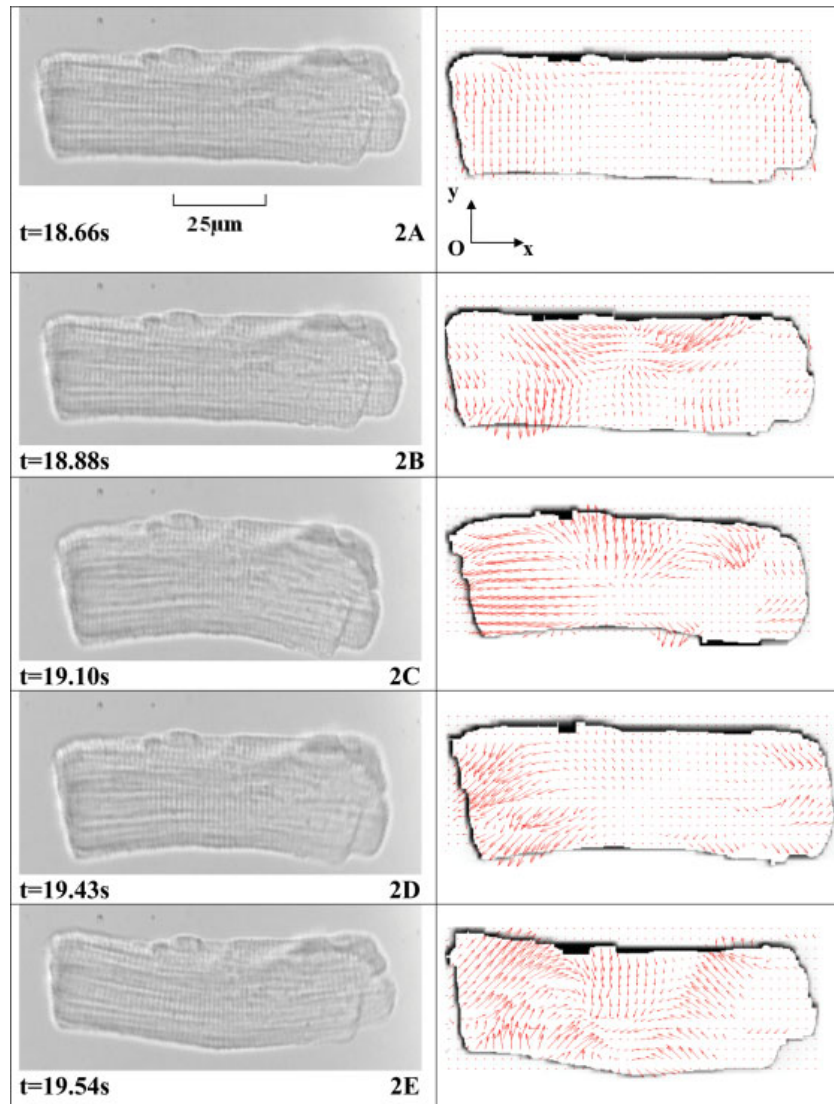 25μm
t=18.66s
2A
y
O
x
t=18.88s
2B
t=19.10s
2C
t=19.43s
2D
t=19.54s
2E